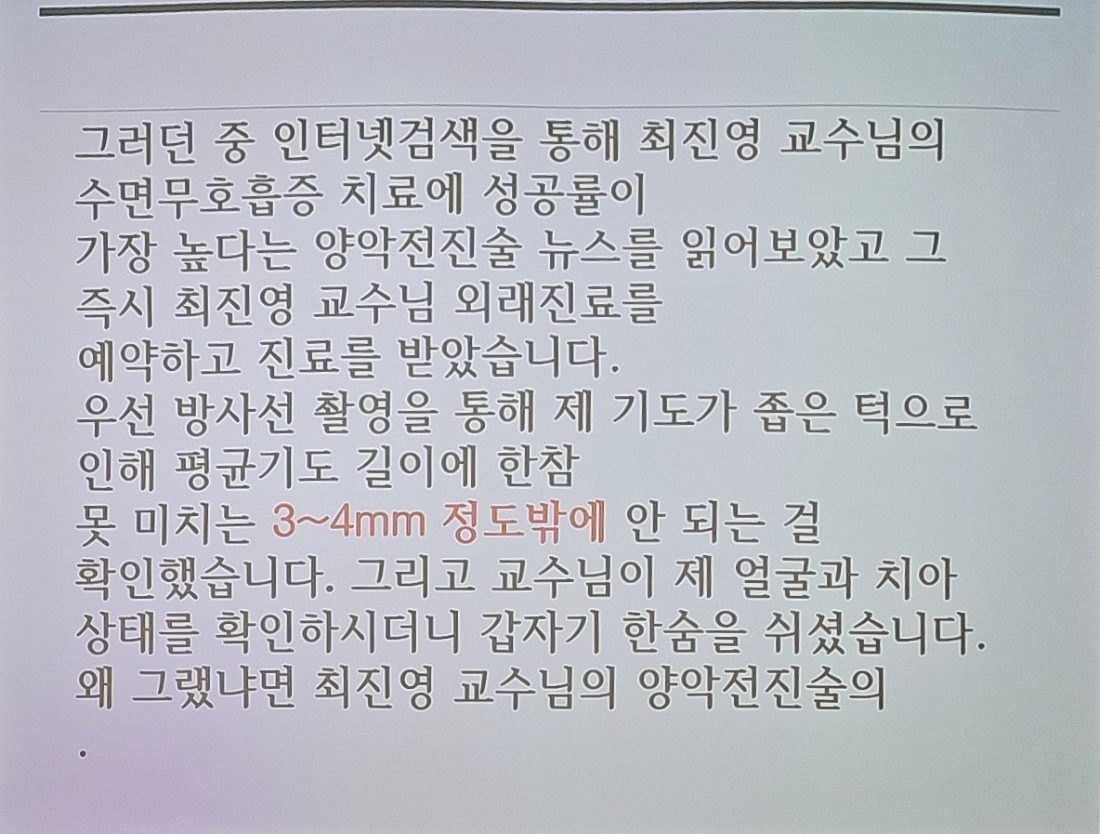 그러던 중 인터넷검색을 통해 최진영 교수님의
수면무호흡증 치료에 성공률이
가장 높다는 양악전진술 뉴스를 읽어보았고 그
즉시 최진영 교수님 외래진료를
예약하고 진료를 받았습니다.
우선 방사선 촬영을 통해 제 기도가 좁은 턱으로
인해 평균기도 길이에 한참
못 미치는 3~4mm 정도밖에 안 되는 걸
확인했습니다. 그리고 교수님이 제 얼굴과 치아
상태를 확인하시더니 갑자기 한숨을 쉬셨습니다.
왜 그랬냐면 최진영 교수님의 양악전진술의
.